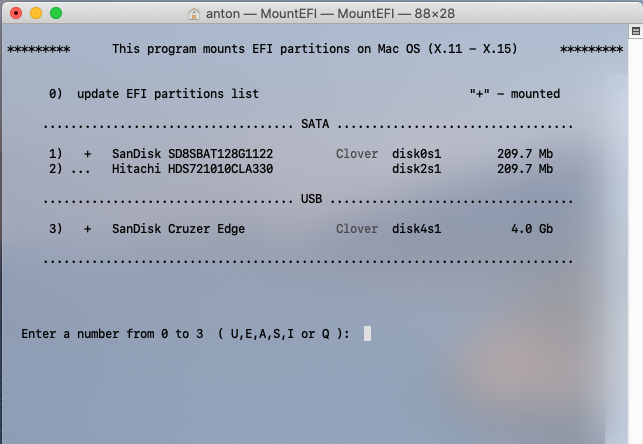 anton — MountEFI — MountEFI — 88×28
********* This program mounts EFI partitions on Mac OS (X.11 – X.15) *********
0) update EFI partitions list "+" – mounted
.................................... SATA ..................................
1) + SanDisk SD8SBAT128G1122 Clover disk0s1 209.7 Mb
2) ... Hitachi HDS721010CLA330 disk2s1 209.7 Mb
.................................... USB ..................................
3) + SanDisk Cruzer Edge Clover disk4s1 4.0 Gb
............................................................................
Enter a number from 0 to 3 ( U,E,A,S,I or Q ):